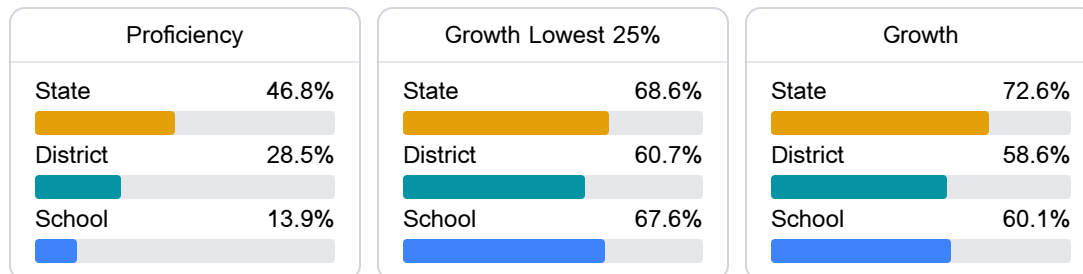 Proficiency
State 46.8%
District 28.5%
School 13.9%
Growth Lowest 25%
State 68.6%
District 60.7%
School 67.6%
Growth
State 72.6%
District 58.6%
School 60.1%